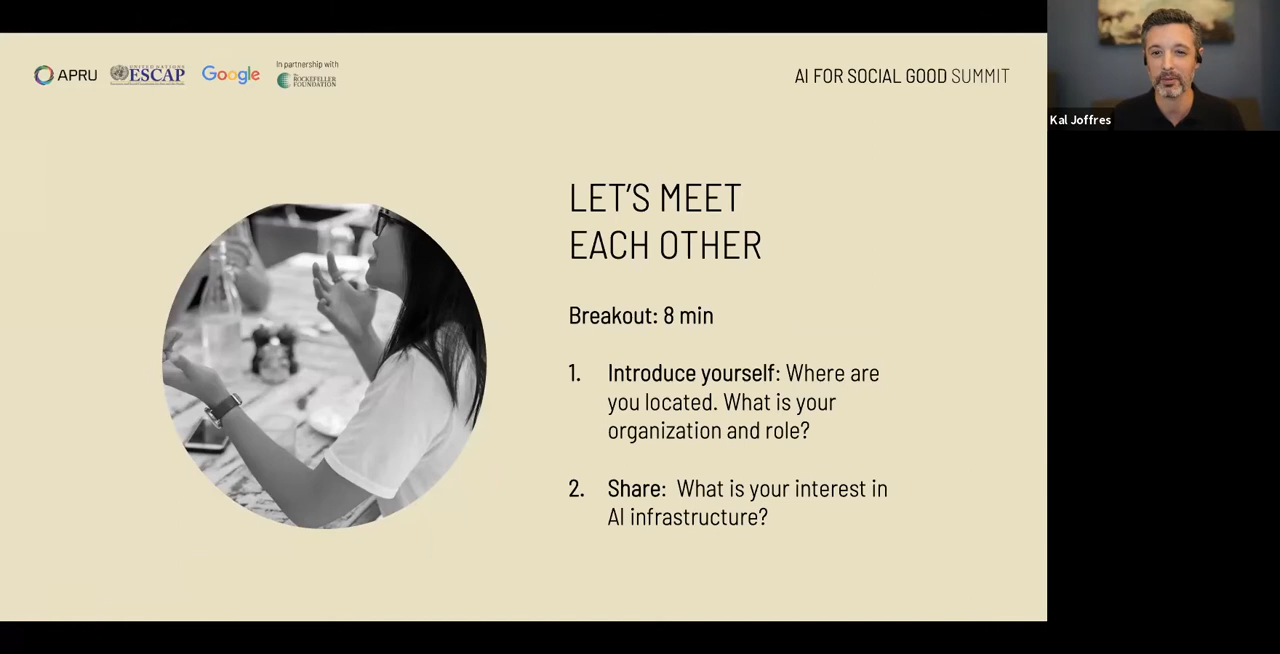 APRU
UNITED NATIONS
ESCAP
Google
In partnership with
THE
ROCKEFELLER
FOUNDATION
AI FOR SOCIAL GOOD SUMMIT
Kal Joffres
LET'S MEET
EACH OTHER
Breakout: 8 min
1. Introduce yourself: Where are
you located. What is your
organization and role?
2. Share: What is your interest in
AI infrastructure?